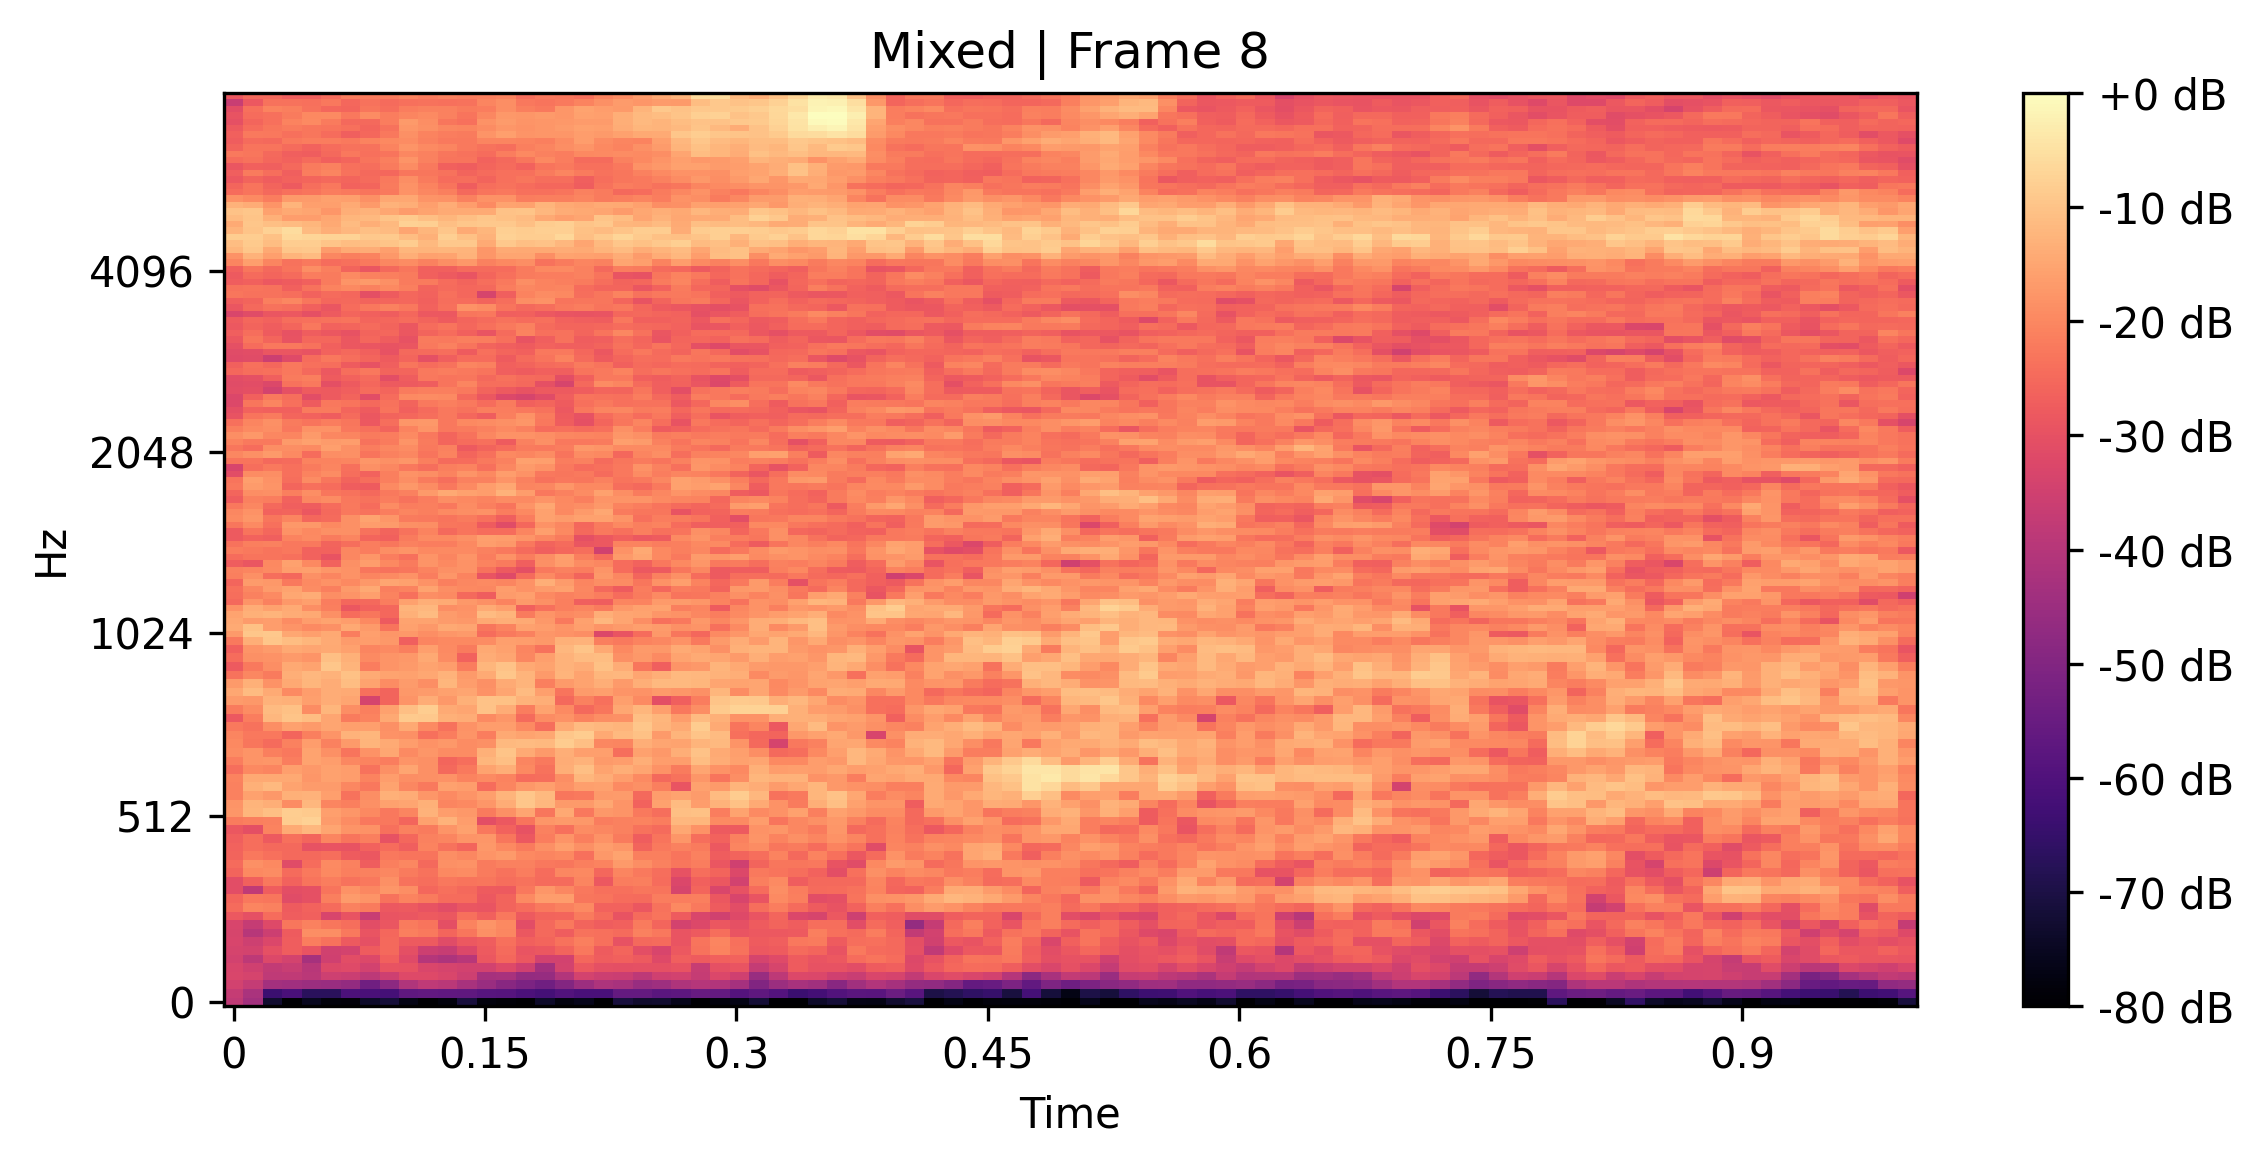 Mixed | Frame 8
Hz
4096
2048
1024
512
0
0 0.15 0.3 0.45 0.6 0.75 0.9
Time
+0 dB
-10 dB
-20 dB
-30 dB
-40 dB
-50 dB
-60 dB
-70 dB
-80 dB